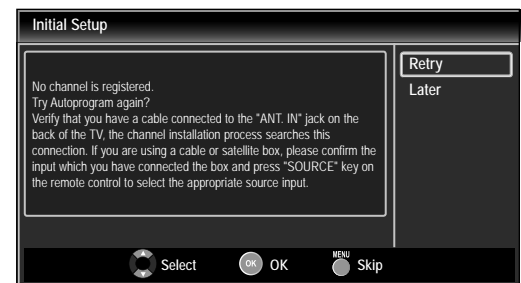 Initial Setup
No channel is registered.
Try Autoprogram again?
Verify that you have a cable connected to the "ANT. IN" jack on the
back of the TV, the channel installation process searches this
connection. If you are using a cable or satellite box, please confirm the
input which you have connected the box and press "SOURCE" key on
the remote control to select the appropriate source input.
Retry
Later
Select
OK OK
MENU Skip